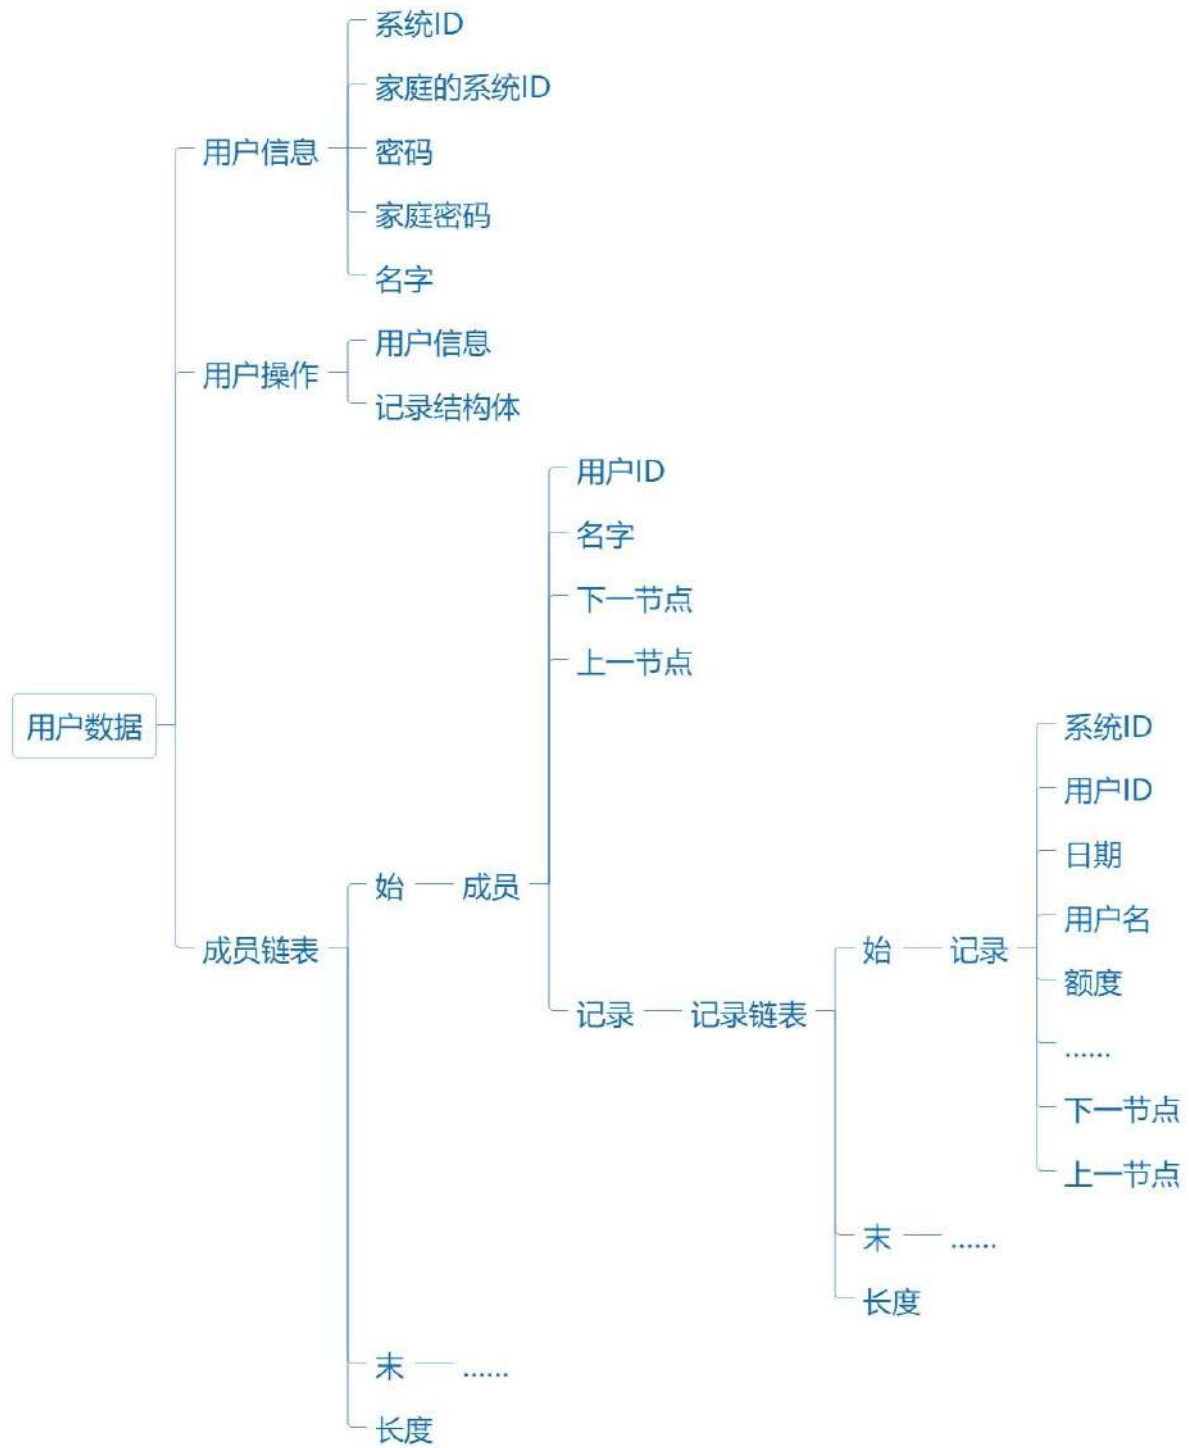 系统ID
家庭的系统ID
用户信息 密码
家庭密码
名字
用户信息
用户操作
记录结构体
用户ID
名字
下一节点
上一节点
用户数据 系统ID
用户ID
日期
始 成员
用户名
成员链表 始 记录
额度
记录 记录链表
......
下一节点
上一节点
末 ......
长度
末 ......
长度